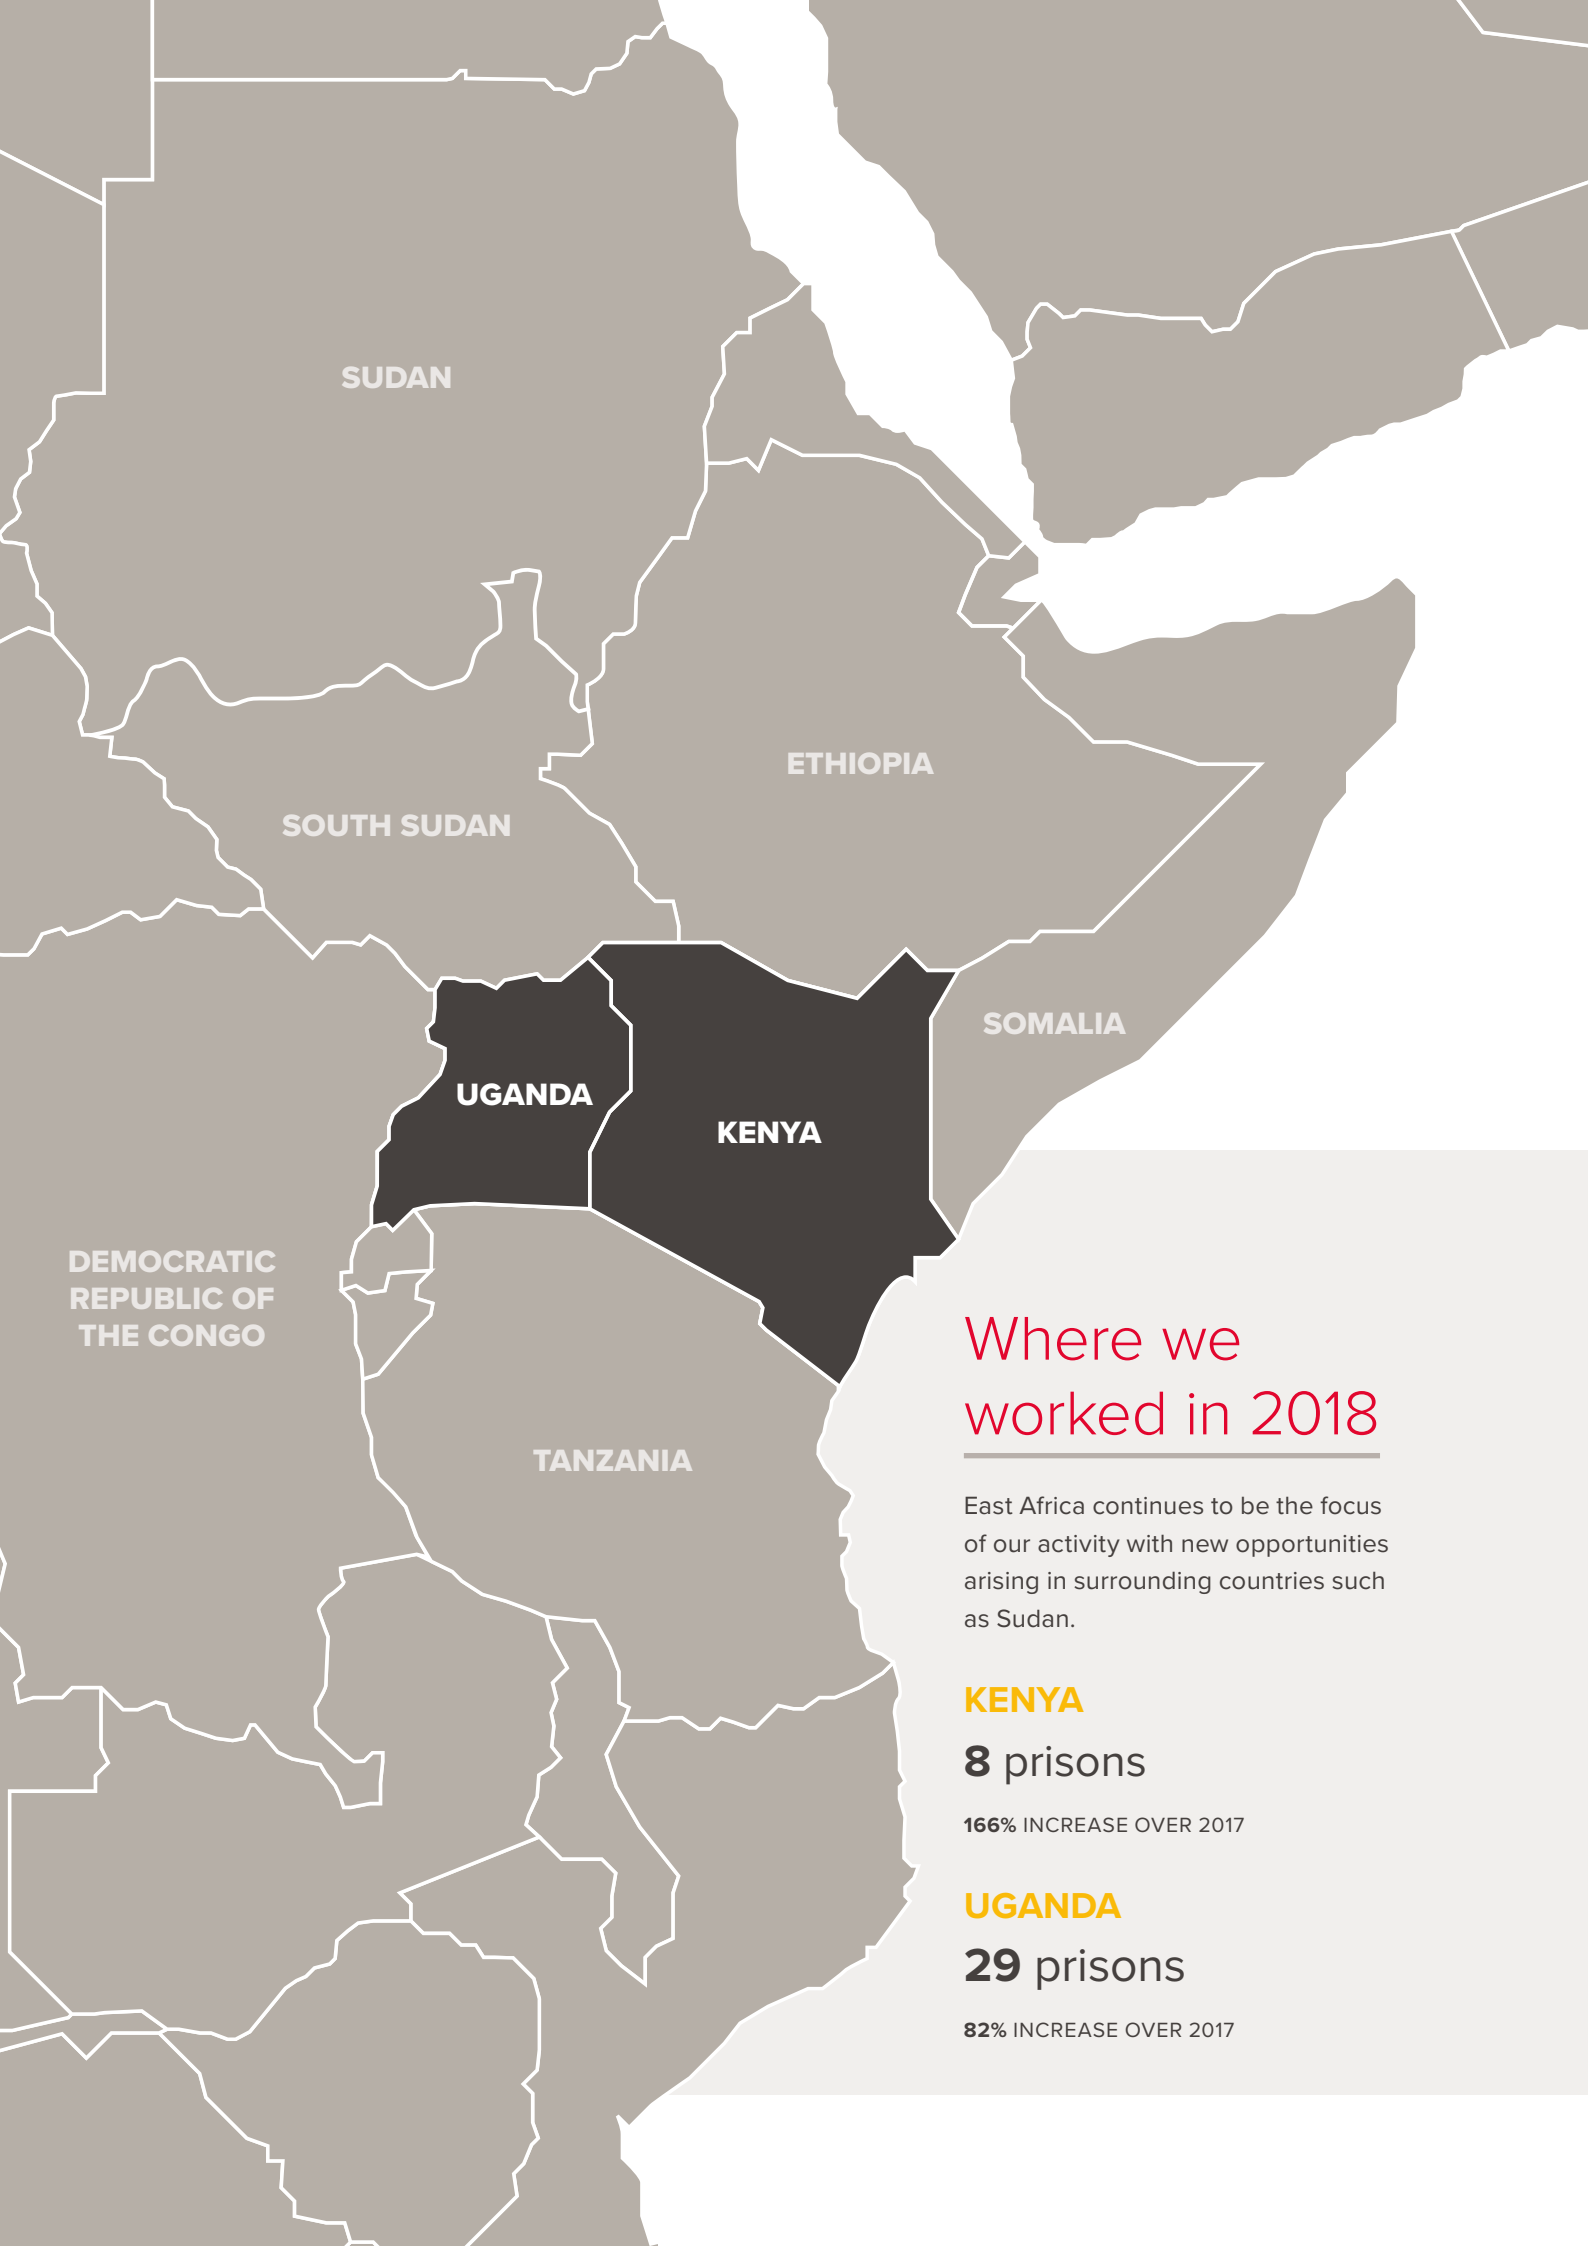 SUDAN
ETHIOPIA
SOUTH SUDAN
SOMALIA
UGANDA
KENYA
DEMOCRATIC
REPUBLIC OF
THE CONGO
TANZANIA
Where we
worked in 2018
East Africa continues to be the focus
of our activity with new opportunities
arising in surrounding countries such
as Sudan.
KENYA
8 prisons
166% INCREASE OVER 2017
UGANDA
29 prisons
82% INCREASE OVER 2017